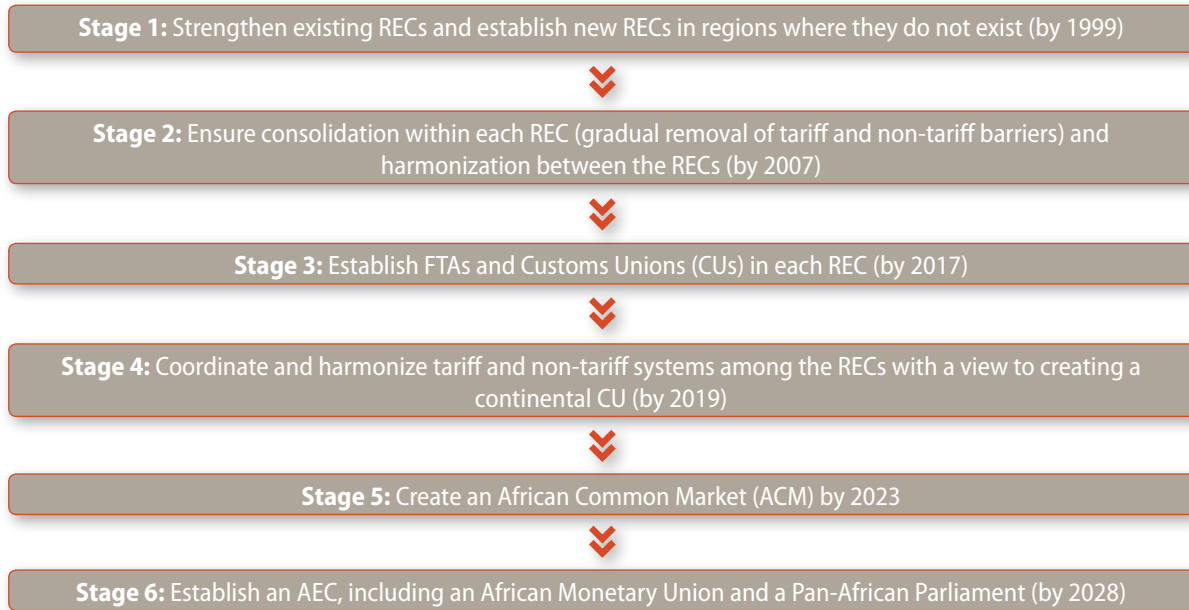 Stage 1: Strengthen existing RECs and establish new RECs in regions where they do not exist (by 1999)
Stage 2: Ensure consolidation within each REC (gradual removal of tariff and non-tariff barriers) and
harmonization between the RECs (by 2007)
Stage 3: Establish FTAs and Customs Unions (CUs) in each REC (by 2017)
Stage 4: Coordinate and harmonize tariff and non-tariff systems among the RECs with a view to creating a
continental CU (by 2019)
Stage 5: Create an African Common Market (ACM) by 2023
Stage 6: Establish an AEC, including an African Monetary Union and a Pan-African Parliament (by 2028)